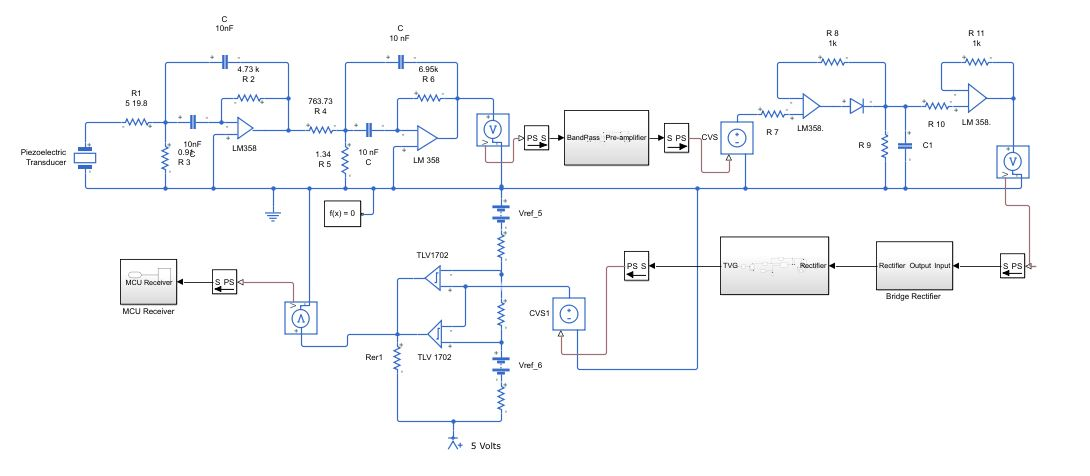 C
10nF
C
10 nF
R 8
1k
R 11
1k
4.73 k
R 2
6.95k
R 6
R1
5 19.8
763.73
R 4
10nF
C
LM358
1.34
R 5
10 nF
C
LM 358
R 3
Piezoelectric
Transducer
V
PS S
BandPass Pre-amplifier
S PS
CVS
R 7
LM358.
R 9
C1
R 10
LM 358.
V
f(x) = 0
Vref_5
TLV1702
PS S
TVG
Rectifier
Rectifier Output Input
Bridge Rectifier
S PS
MCU Receiver
MCU Receiver
S PS
V
CVS1
Rer1
TLV 1702
Vref_6
5 Volts